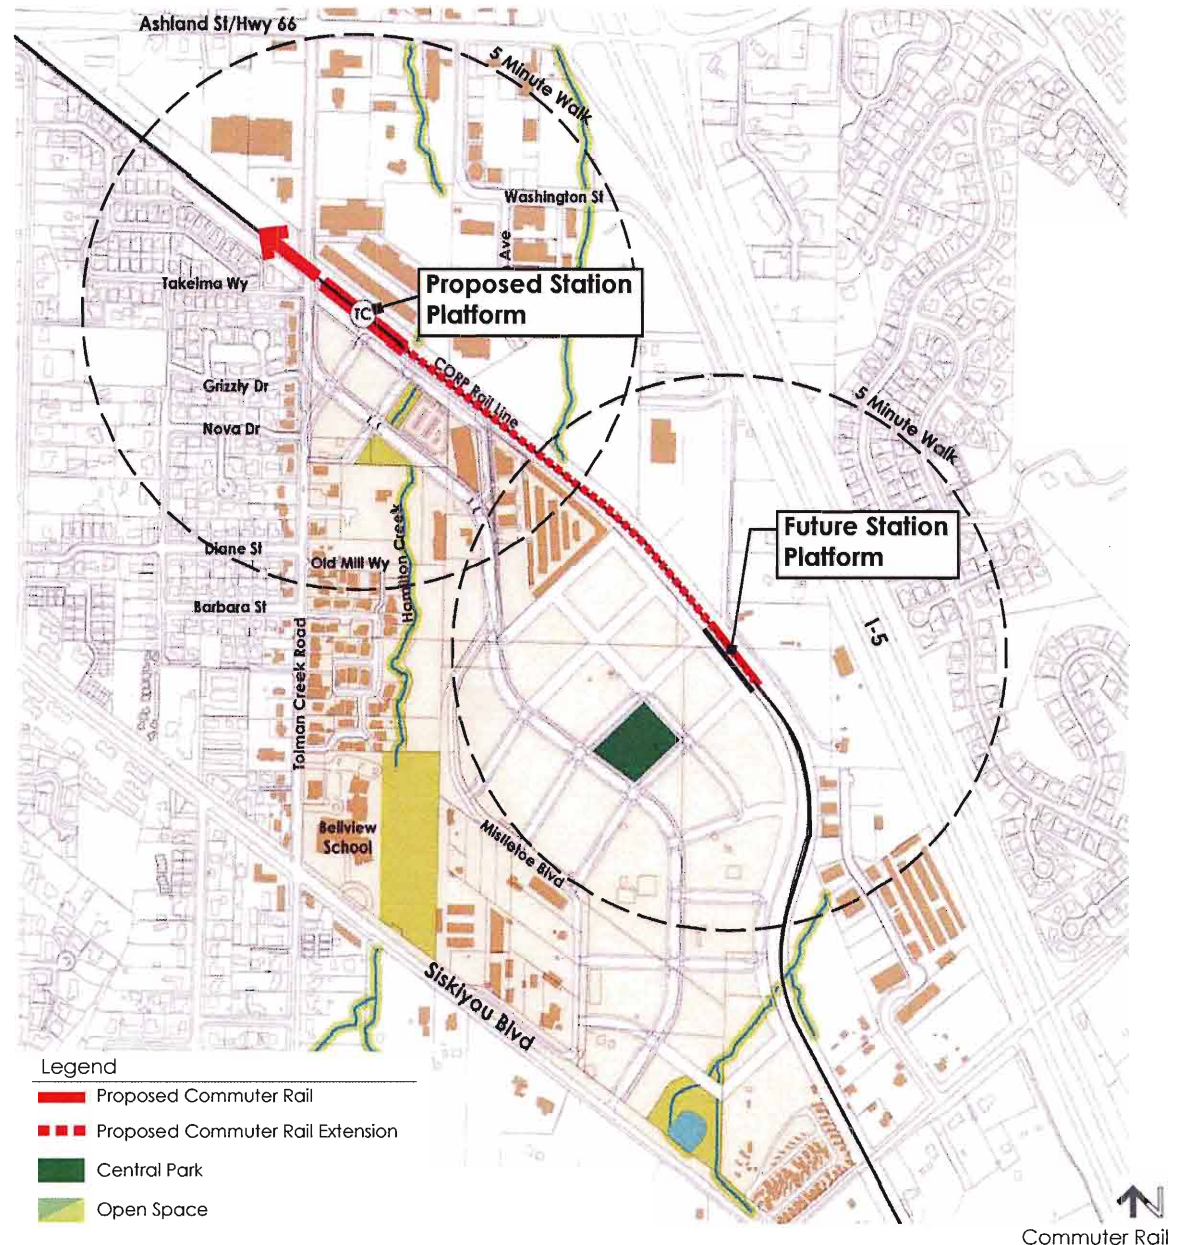 Ashland St/Hwy 66
5 Minute Walk
Washington St
Ave
Takelma Wy
Proposed Station
Platform
TC
CORP Rail Line
Grizzly Dr
Nova Dr
5 Minute Walk
Diane St
Old Mill Wy
Hamilton Creek
Barbara St
Future Station
Platform
I-5
Tolman Creek Road
Bellview
School
Mistletoe Blvd
Siskiyou Blvd
Legend
Proposed Commuter Rail
Proposed Commuter Rail Extension
Central Park
Open Space
N
Commuter Rail